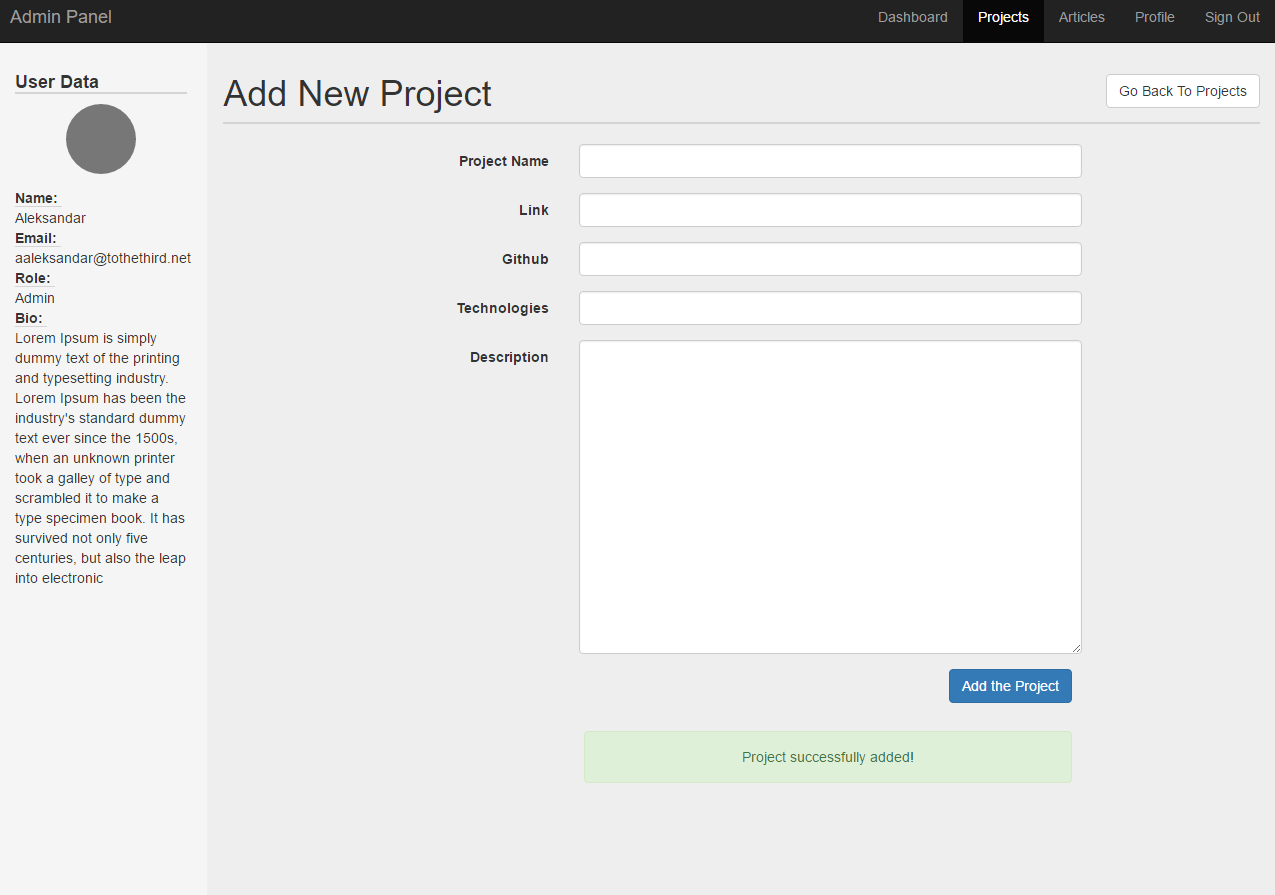 Admin Panel
Dashboard
Projects
Articles
Profile
Sign Out
User Data
Name:
Aleksandar
Email:
aaleksandar@tothethird.net
Role:
Admin
Bio:
Lorem Ipsum is simply
dummy text of the printing
and typesetting industry.
Lorem Ipsum has been the
industry's standard dummy
text ever since the 1500s,
when an unknown printer
took a galley of type and
scrambled it to make a
type specimen book. It has
survived not only five
centuries, but also the leap
into electronic
Add New Project
Go Back To Projects
Project Name
Link
Github
Technologies
Description
Add the Project
Project successfully added!